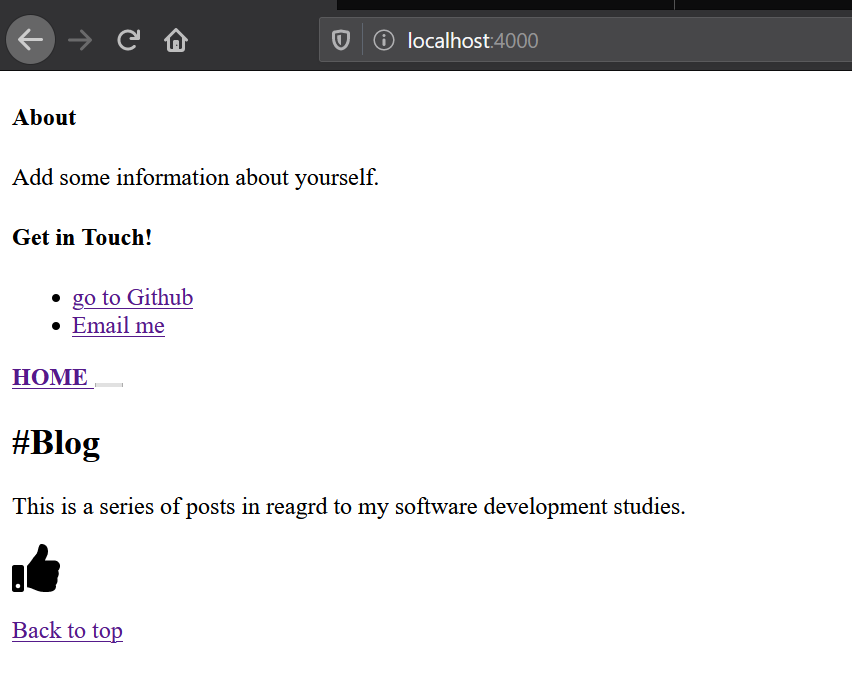 localhost:4000
About
Add some information about yourself.
Get in Touch!
go to Github
Email me
HOME
#Blog
This is a series of posts in reagrd to my software development studies.
Back to top